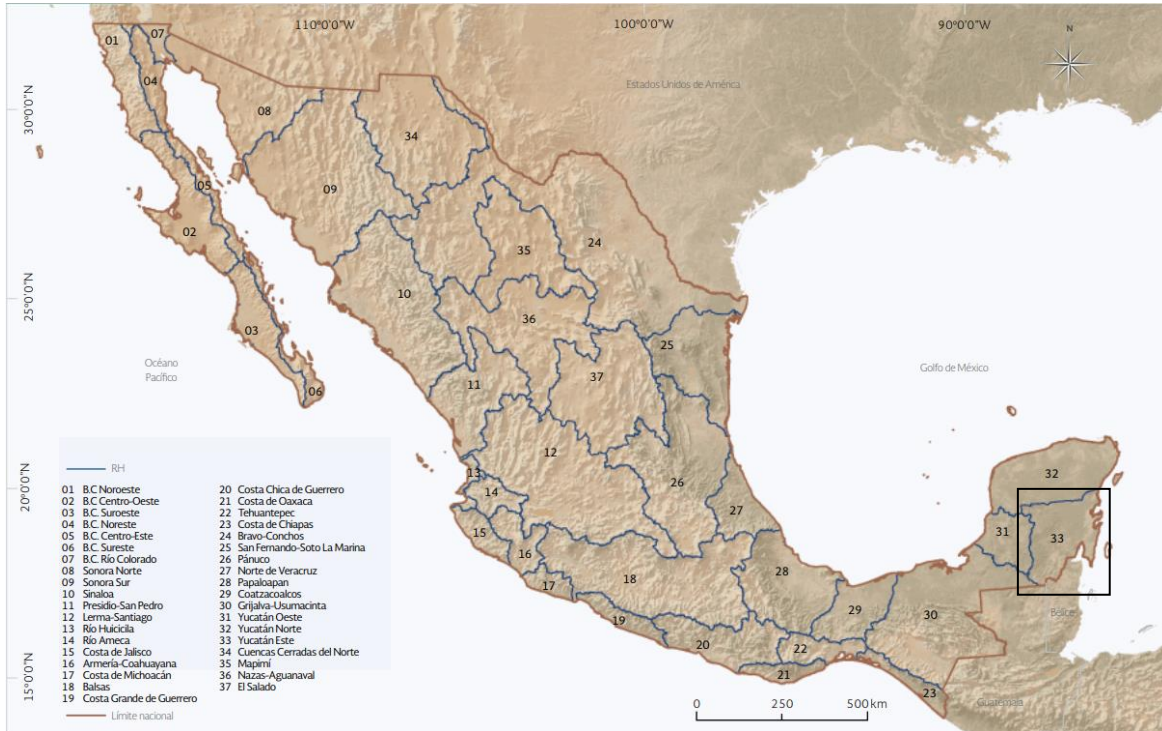 110°0'0"W
100°0'0"W
90°0'0"W
N
30°0'0"N
25°0'0"N
20°0'0"N
15°0'0"N
Estados Unidos de América
Océano
Pacífico
Golfo de México
Belice
Guatemala
01
07
04
08
34
09
05
02
35
24
10
36
03
25
06
11
37
12
32
13
14
26
27
31
33
15
16
18
28
17
29
30
19
20
22
21
23
RH
01 B.C Noroeste
02 B.C Centro-Oeste
03 B.C. Suroeste
04 B.C. Noreste
05 B.C. Centro-Este
06 B.C. Sureste
07 B.C. Río Colorado
08 Sonora Norte
09 Sonora Sur
10 Sinaloa
11 Presidio-San Pedro
12 Lerma-Santiago
13 Río Huicicila
14 Río Ameca
15 Costa de Jalisco
16 Armería-Coahuayana
17 Costa de Michoacán
18 Balsas
19 Costa Grande de Guerrero
20 Costa Chica de Guerrero
21 Costa de Oaxaca
22 Tehuantepec
23 Costa de Chiapas
24 Bravo-Conchos
25 San Fernando-Soto La Marina
26 Pánuco
27 Norte de Veracruz
28 Papaloapan
29 Coatzacoalcos
30 Grijalva-Usumacinta
31 Yucatán Oeste
32 Yucatán Norte
33 Yucatán Este
34 Cuencas Cerradas del Norte
35 Mapimí
36 Nazas-Aguanaval
37 El Salado
Límite nacional
0 250 500 km